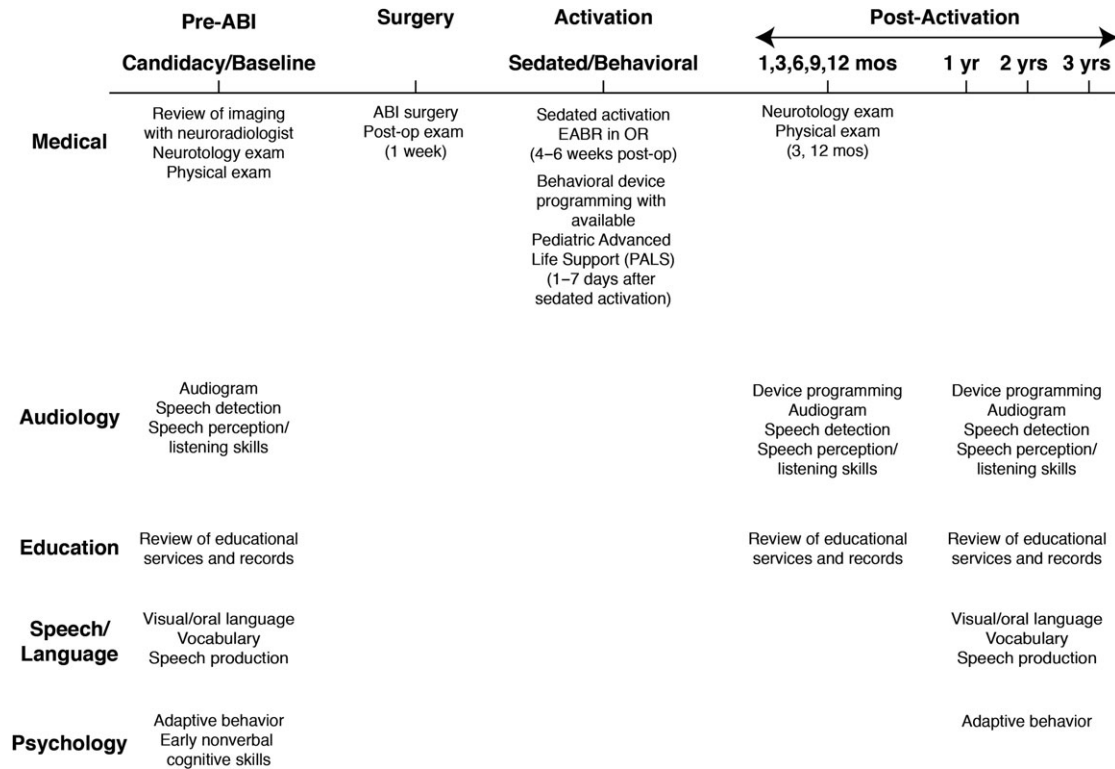 Pre-ABI
Surgery
Activation
Post-Activation
Candidacy/Baseline
Sedated/Behavioral
1,3,6,9,12 mos
1 yr
2 yrs
3 yrs
Medical
Review of imaging
with neuroradiologist
Neurotology exam
Physical exam
ABI surgery
Post-op exam
(1 week)
Sedated activation
EABR in OR
(4–6 weeks post-op)
Behavioral device
programming with
available
Pediatric Advanced
Life Support (PALS)
(1–7 days after
sedated activation)
Neurotology exam
Physical exam
(3, 12 mos)
Audiology
Audiogram
Speech detection
Speech perception/
listening skills
Device programming
Audiogram
Speech detection
Speech perception/
listening skills
Device programming
Audiogram
Speech detection
Speech perception/
listening skills
Education
Review of educational
services and records
Review of educational
services and records
Review of educational
services and records
Speech/
Language
Visual/oral language
Vocabulary
Speech production
Visual/oral language
Vocabulary
Speech production
Psychology
Adaptive behavior
Early nonverbal
cognitive skills
Adaptive behavior